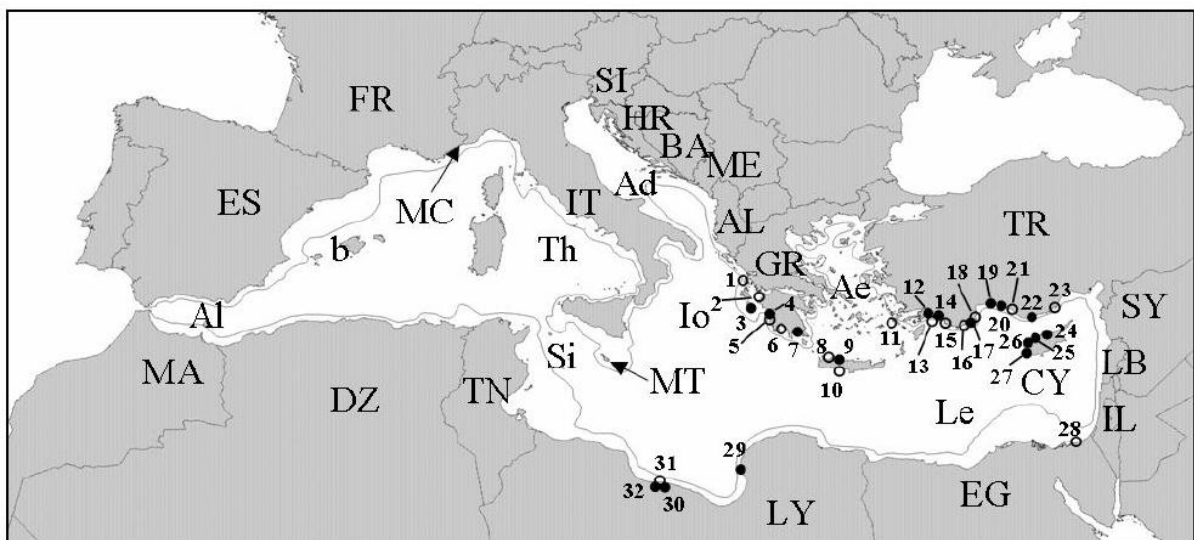 SI
FR
HR
BA
ME
Ad
ES
MC
IT
AL
TR
b
Th
GR
Ae
1
2
3
4
5
6
7
8
9
10
11
12
13
14
15
16
17
18
19
20
21
22
23
24
25
26
27
SY
Al
Io
Si
MT
CY
LB
MA
DZ
TN
Le
IL
28
29
31
32
30
LY
EG